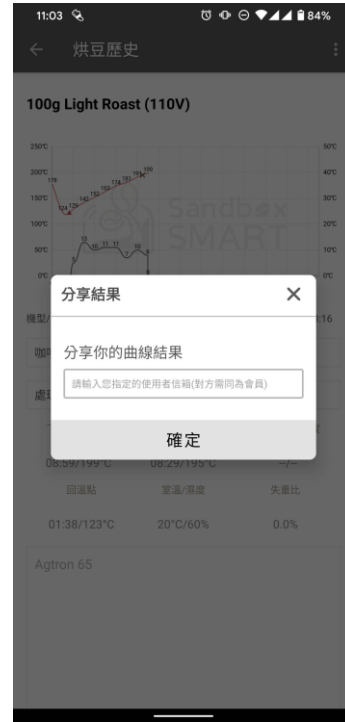 11:03
84%
烘豆歷史
100g Light Roast (110V)
250°C
50°C
200°C
40°C
150°C
30°C
100°C
20°C
50°C
10°C
0°C
0°C
Sandbox
SMART
分享結果
分享你的曲線結果
請輸入您指定的使用者信箱(對方需同為會員)
確定
08:59/199°C
08:29/195°C
--/--
回溫點
室溫/濕度
失重比
01:38/123°C
20°C/60%
0.0%
Agtron 65